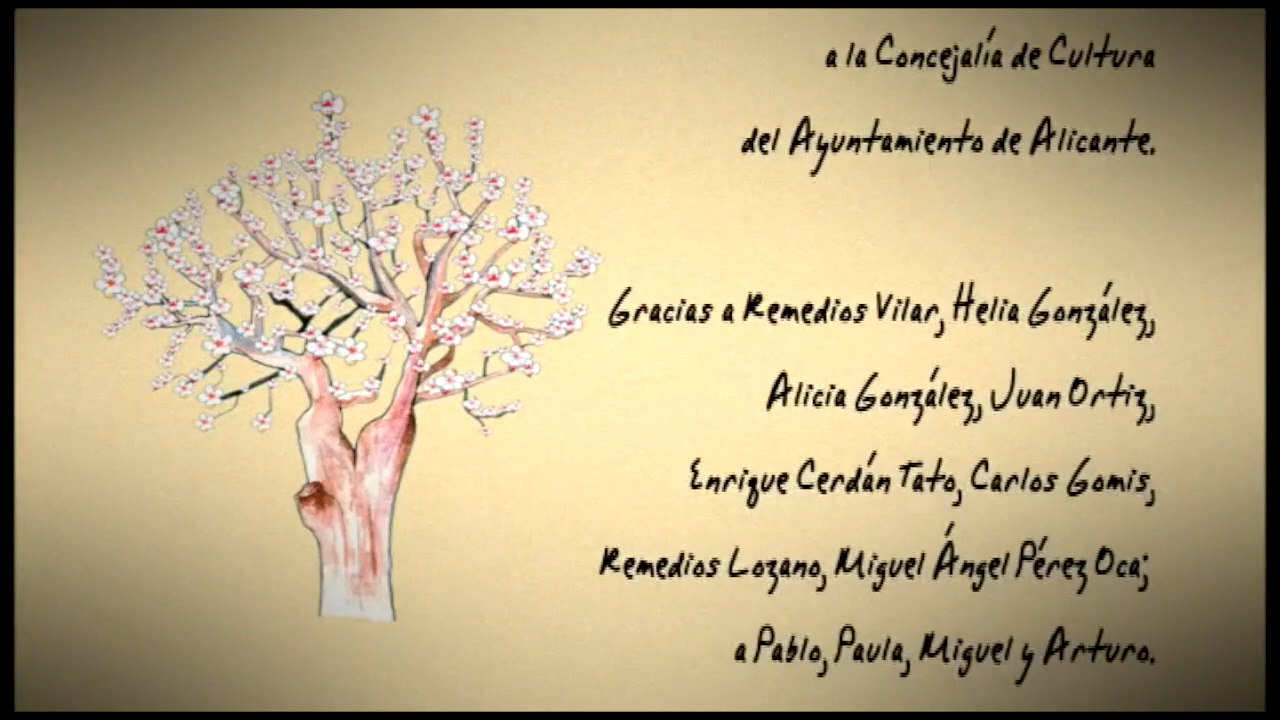 a la Concejalía de Cultura
del Ayuntamiento de Alicante.
Gracias a Remedios Vilar, Helia González,
Alicia González, Juan Ortiz,
Enrique Cerdán Tato, Carlos Gomis,
Remedios Lozano, Miguel Ángel Pérez Oca;
a Pablo, Paula, Miguel y Arturo.